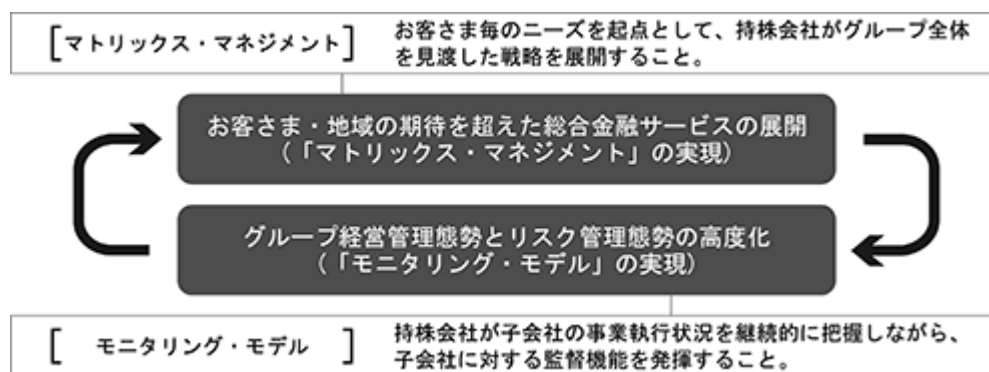 [マトリックス・マネジメント]
お客さま毎のニーズを起点として、持株会社がグループ全体
を見渡した戦略を展開すること。
お客さま・地域の期待を超えた総合金融サービスの展開
(「マトリックス・マネジメント」の実現)
グループ経営管理態勢とリスク管理態勢の高度化
(「モニタリング・モデル」の実現)
[モニタリング・モデル]
持株会社が子会社の事業執行状況を継続的に把握しながら、
子会社に対する監督機能を発揮すること。